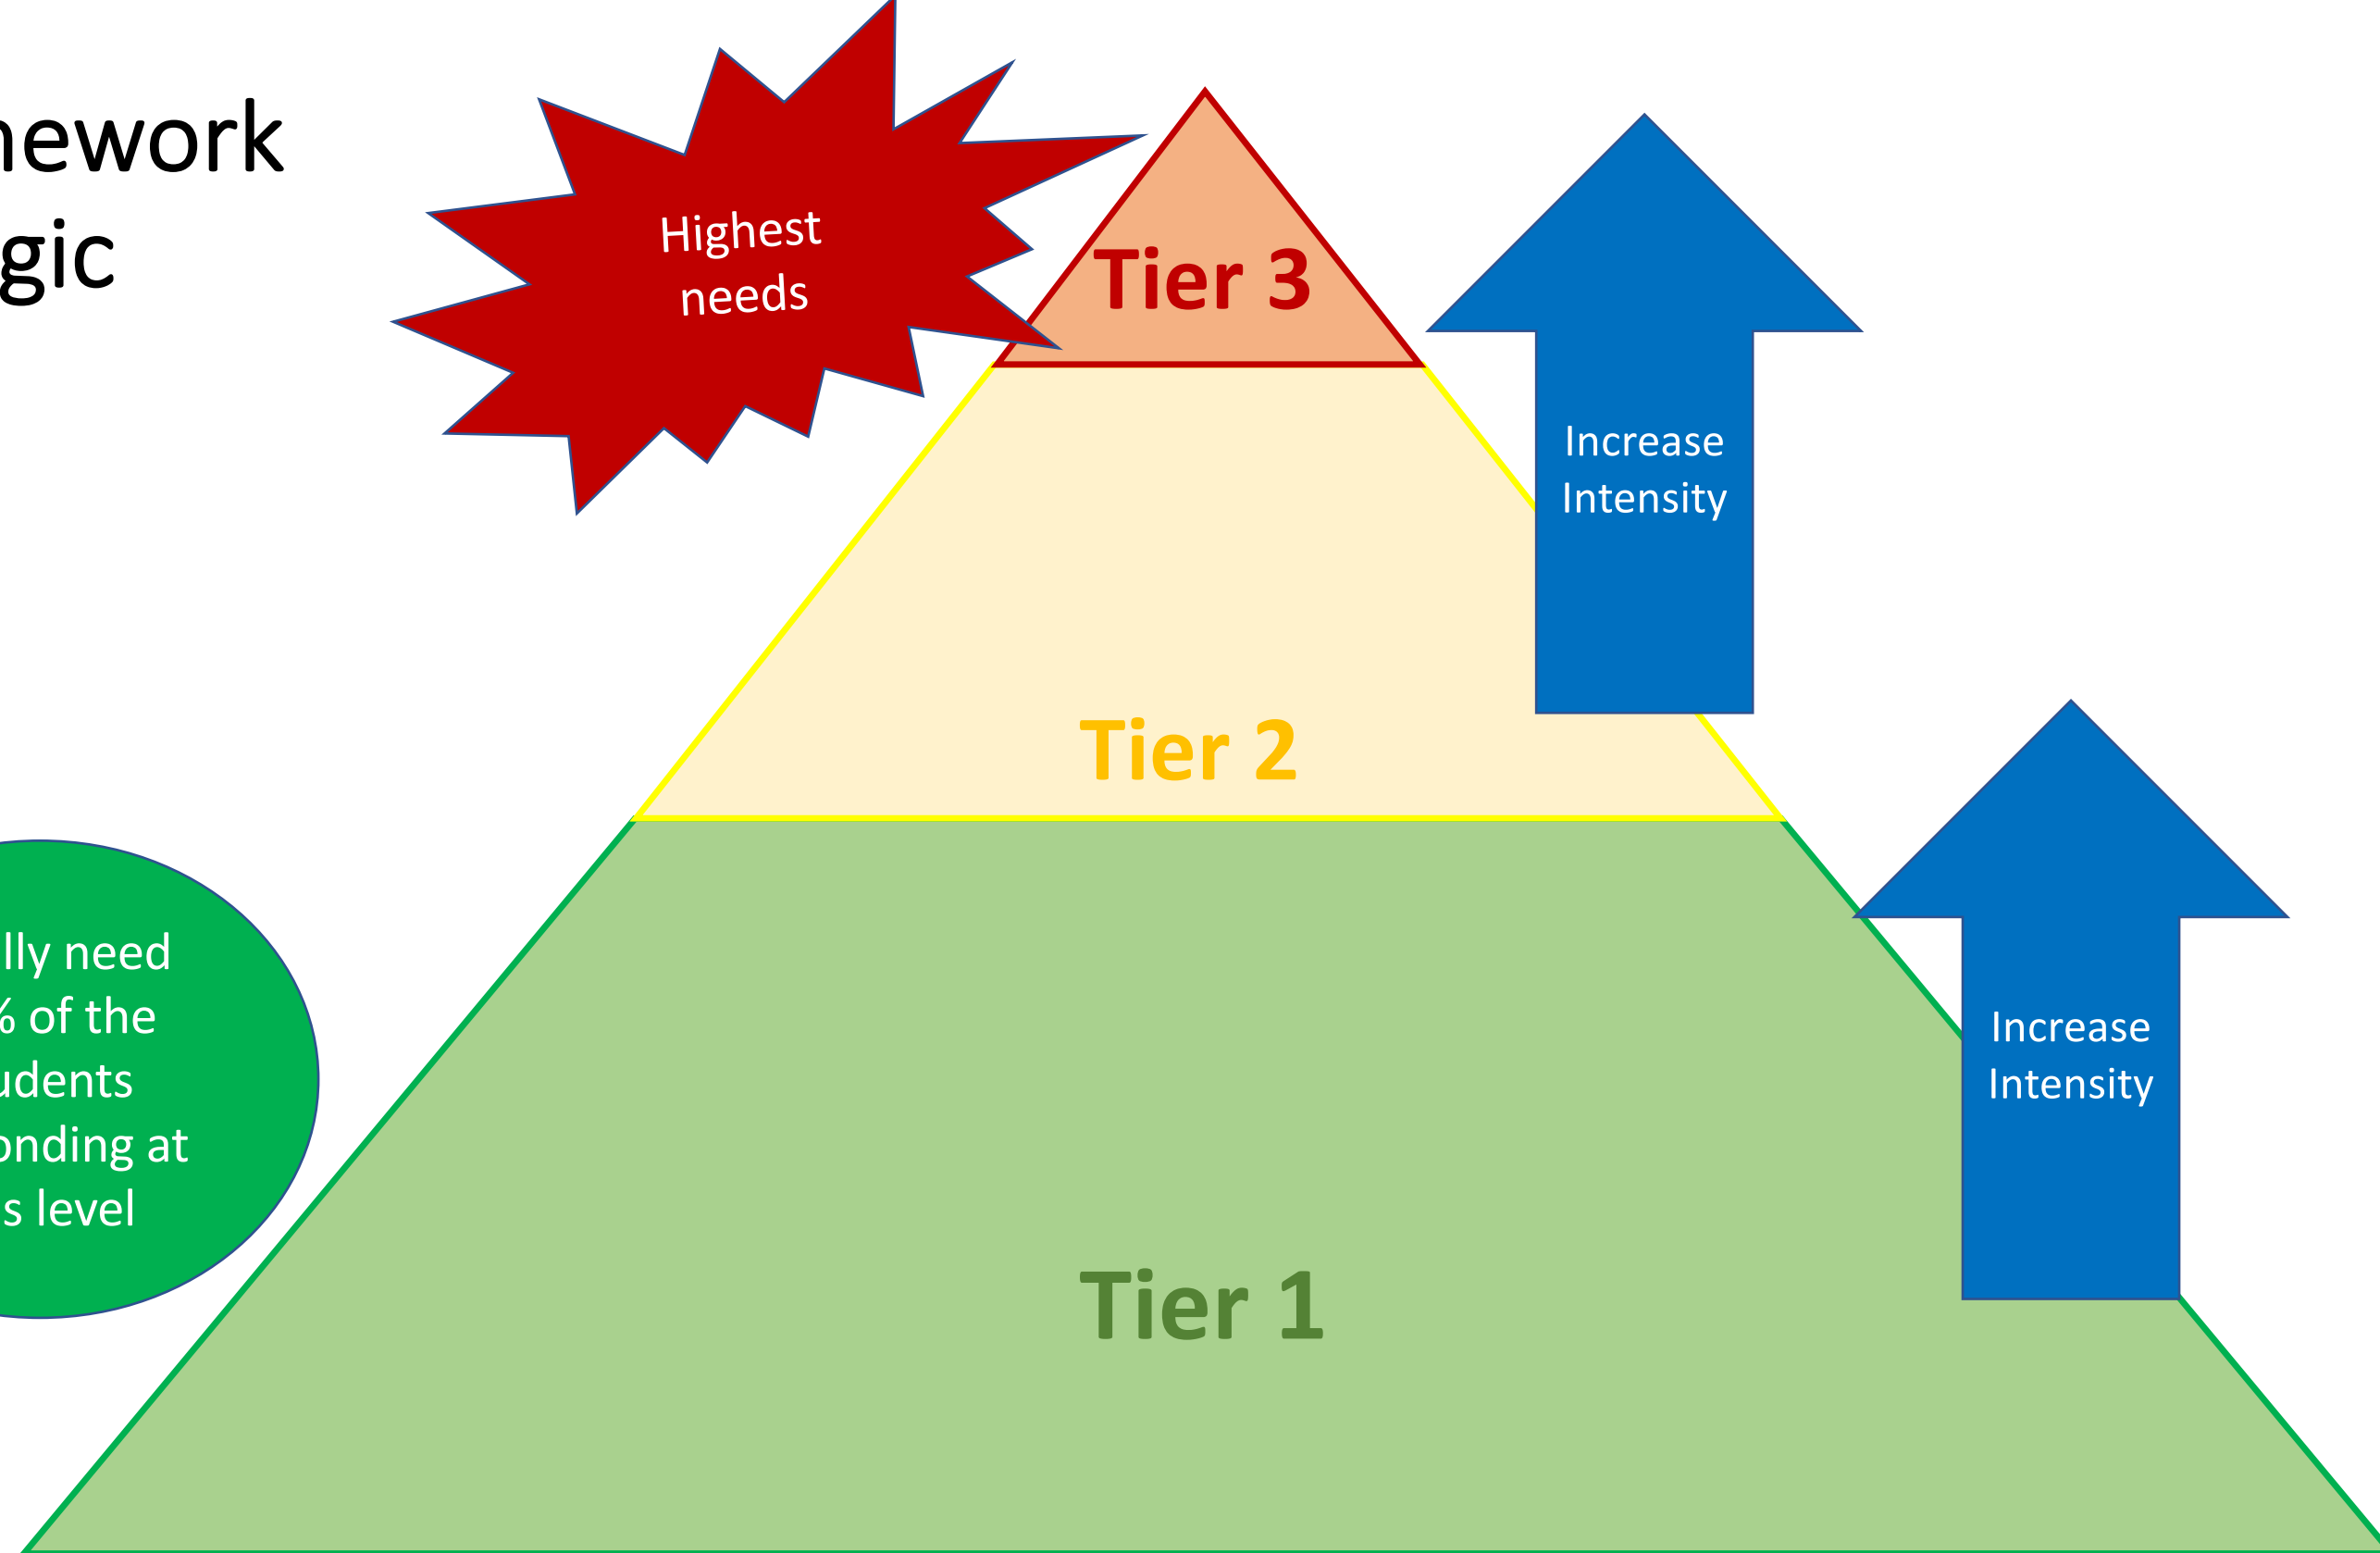 ework
gic
Highest
needs
Tier 3
Increase
Intensity
Tier 2
lly need
% of the
udents
onding at
s level
Increase
Intensity
Tier 1